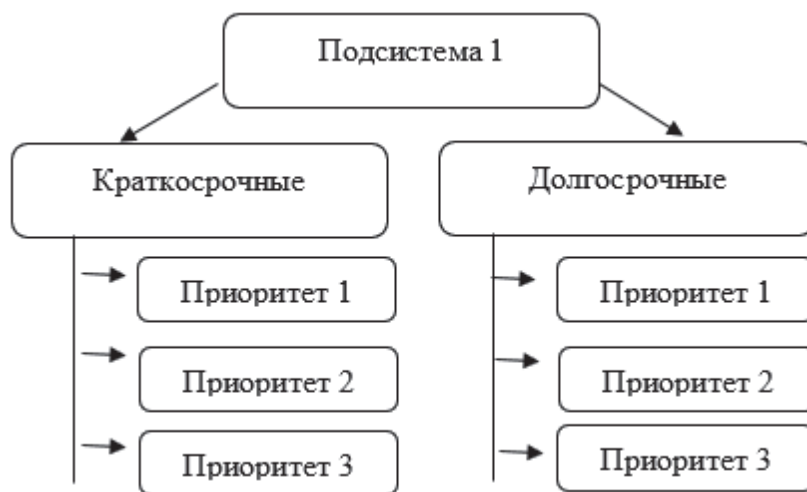 Подсистема 1
Краткосрочные
Долгосрочные
Приоритет 1
Приоритет 1
Приоритет 2
Приоритет 2
Приоритет 3
Приоритет 3